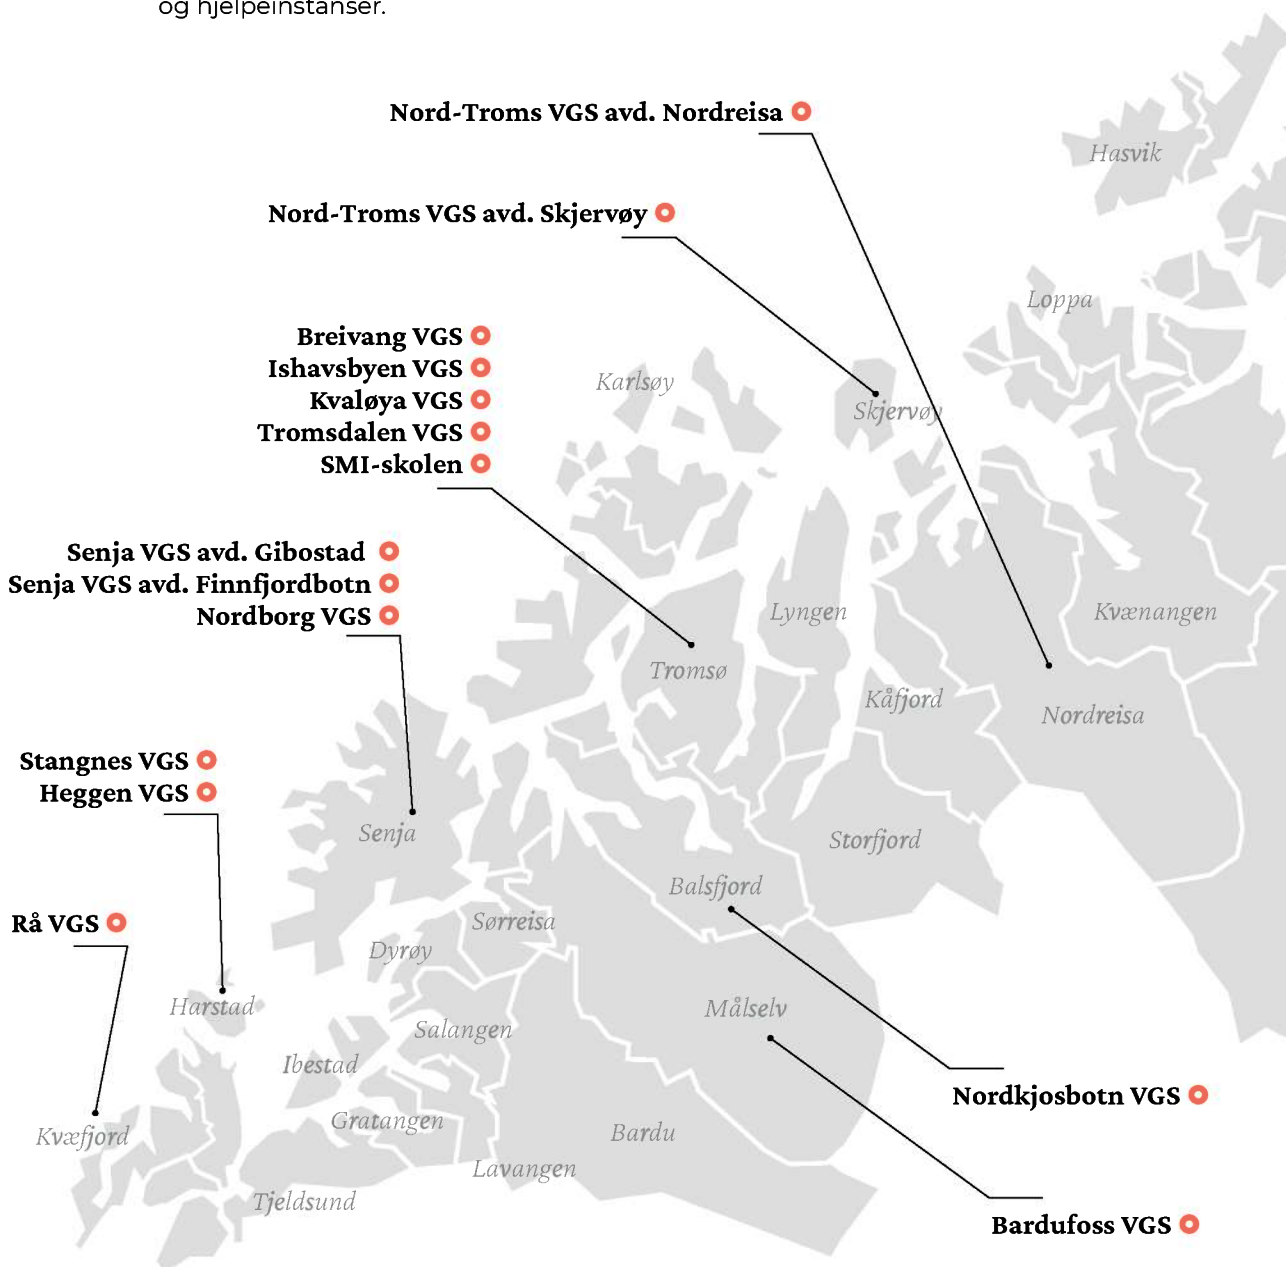 og hjelpeinstanser.
Nord-Troms VGS avd. Nordreisa
Hasvik
Nord-Troms VGS avd. Skjervøy
Loppa
Breivang VGS
Ishavsbyen VGS
Kvaløya VGS
Tromsdalen VGS
SMI-skolen
Karlsøy
Skjervøy
Senja VGS avd. Gibostad
Senja VGS avd. Finnfjordbotn
Nordborg VGS
Lyngen
Kvænangen
Tromsø
Kåfjord
Nordreisa
Stangnes VGS
Heggen VGS
Senja
Storfjord
Balsfjord
Rå VGS
Sørreisa
Dyrøy
Harstad
Målselv
Salangen
Ibestad
Nordkjosbotn VGS
Gratangen
Kvæfjord
Bardu
Lavangen
Tjeldsund
Bardufoss VGS